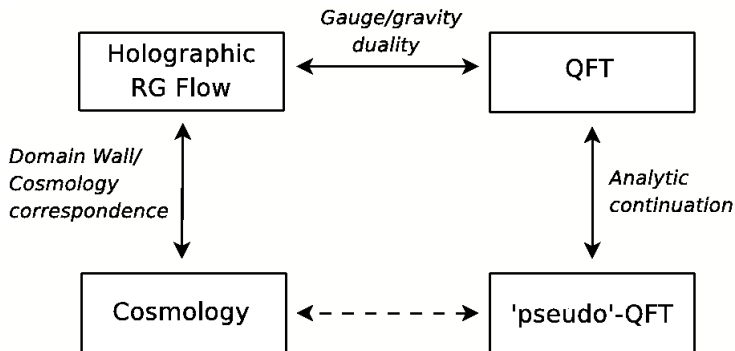 Gauge/gravity
duality
Holographic
RG Flow
QFT
Domain Wall/
Cosmology
correspondence
Analytic
continuation
Cosmology
'pseudo'-QFT